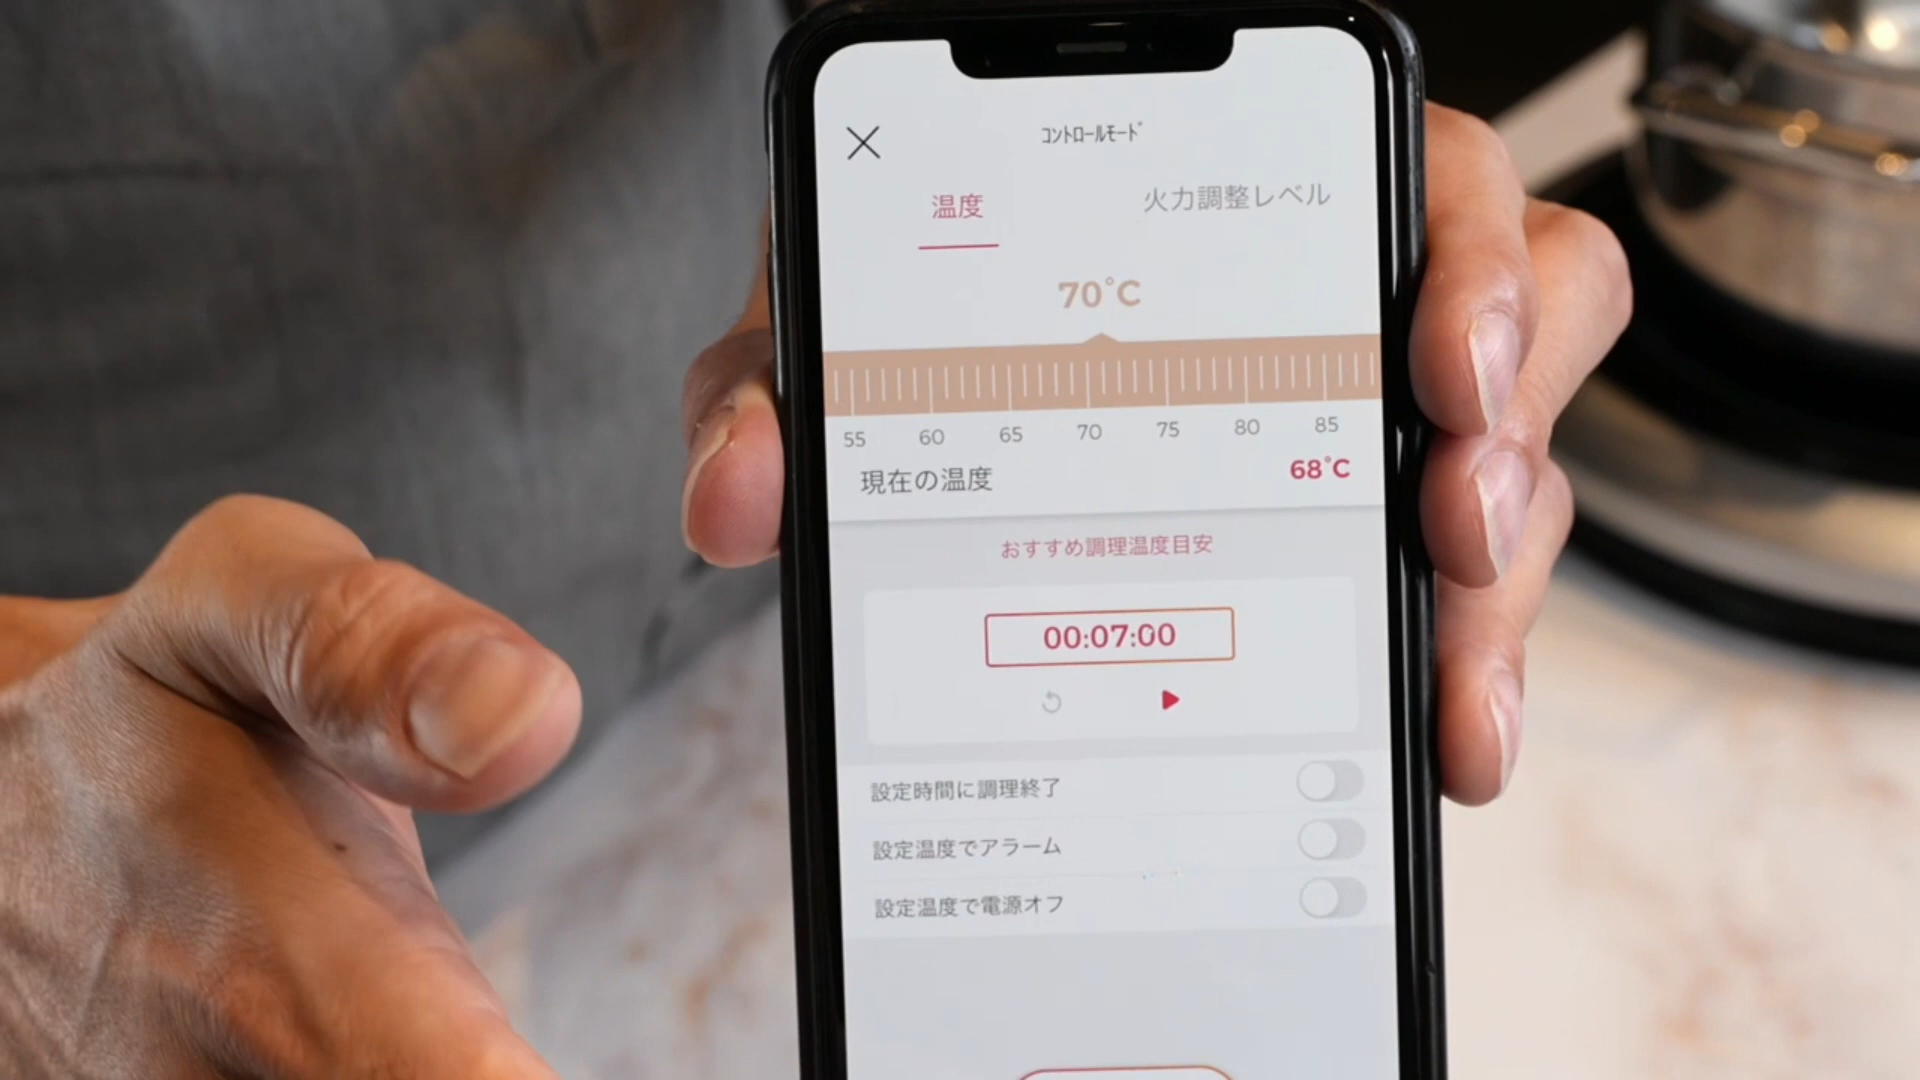 コントロールモード
温度 火力調整レベル
70°C
55 60 65 70 75 80 85
現在の温度 68°C
おすすめ調理温度目安
00:07:00
設定時間に調理終了
設定温度でアラーム
設定温度で電源オフ